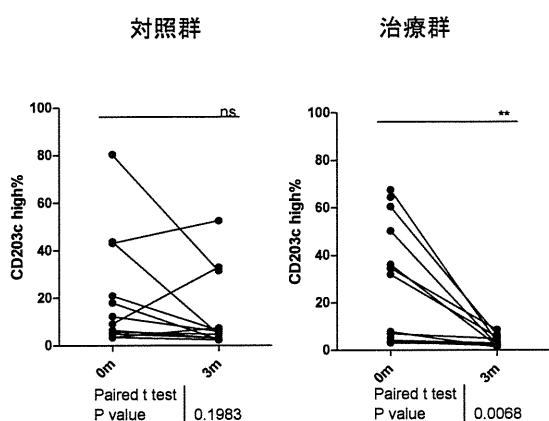 対照群
治療群
ns
**
100
80
60
40
20
0
CD203c high%
0m
3m
100
80
60
40
20
0
CD203c high%
0m
3m
Paired t test
P value 0.1983
Paired t test
P value 0.0068